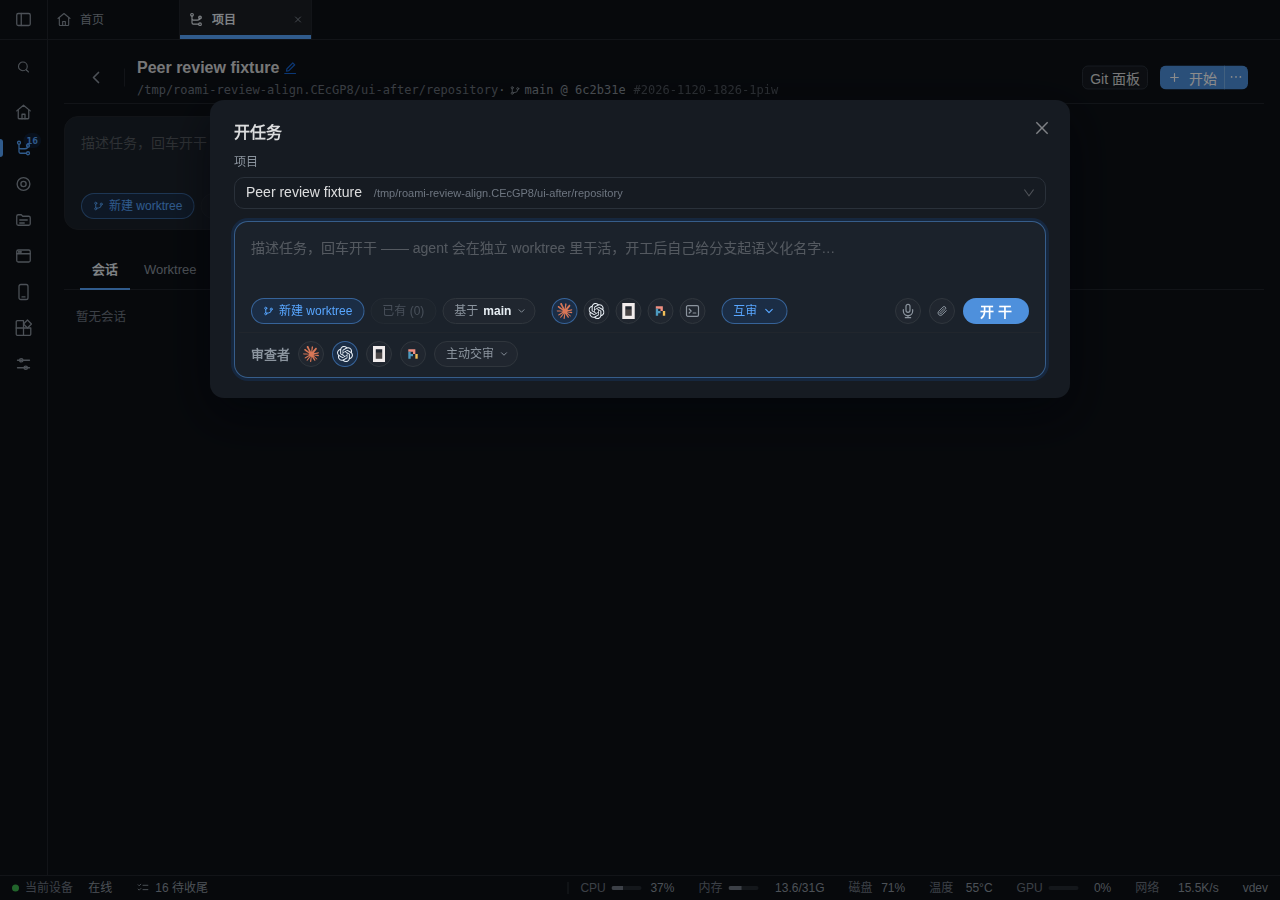 首页
项目
Peer review fixture
/tmp/roami-review-align.CEcGP8/ui-after/repository· main @ 6c2b31e #2026-1120-1826-1piw
Git 面板
开始
16
描述任务，回车开干
新建 worktree
会话
Worktree
暂无会话
开任务
项目
Peer review fixture /tmp/roami-review-align.CEcGP8/ui-after/repository
描述任务，回车开干 —— agent 会在独立 worktree 里干活，开工后自己给分支起语义化名字…
新建 worktree 已有 (0) 基于 main 互审 开 干
审查者 主动交审
当前设备 在线 16 待收尾 CPU 37% 内存 13.6/31G 磁盘 71% 温度 55°C GPU 0% 网络 15.5K/s vdev